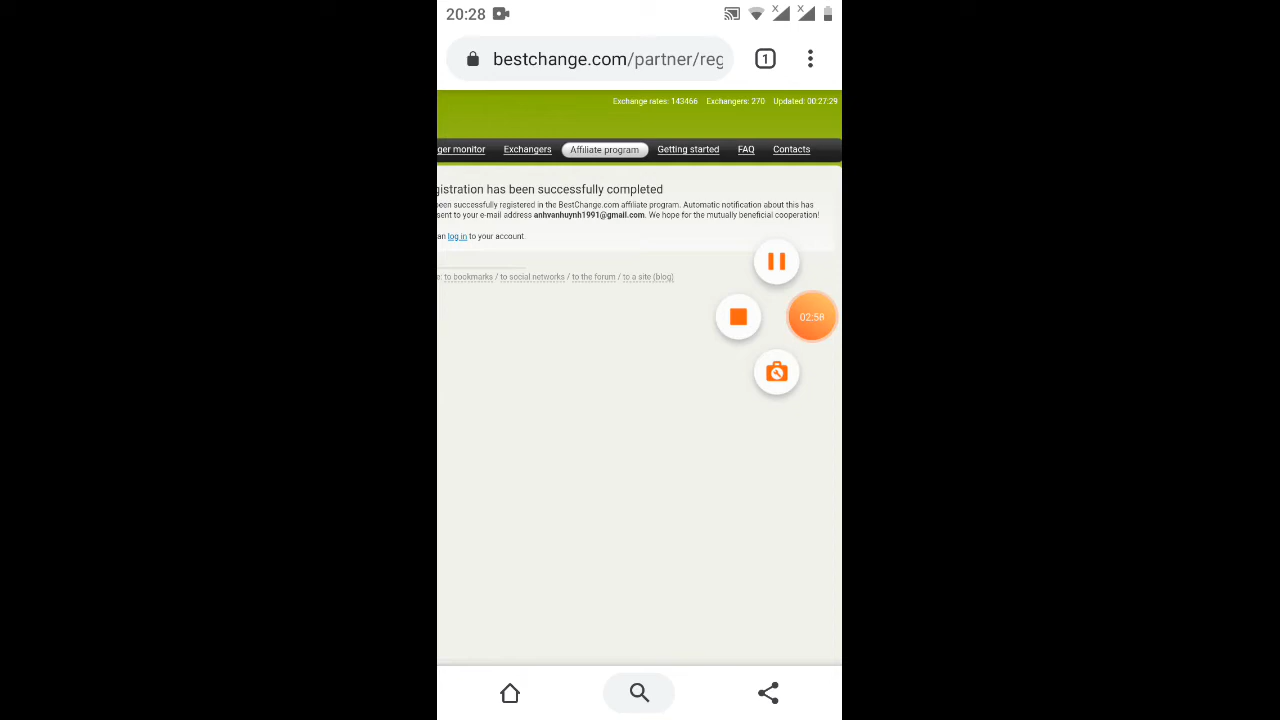 20:28
bestchange.com/partner/reg
1
Exchange rates: 143466 Exchangers: 270 Updated: 00:27:29
ger monitor Exchangers Affiliate program Getting started FAQ Contacts
gistration has been successfully completed
been successfully registered in the BestChange.com affiliate program. Automatic notification about this has
sent to your e-mail address anhvanhuynh1991@gmail.com. We hope for the mutually beneficial cooperation!
an log in to your account.
e: to bookmarks / to social networks / to the forum / to a site (blog)
02:58